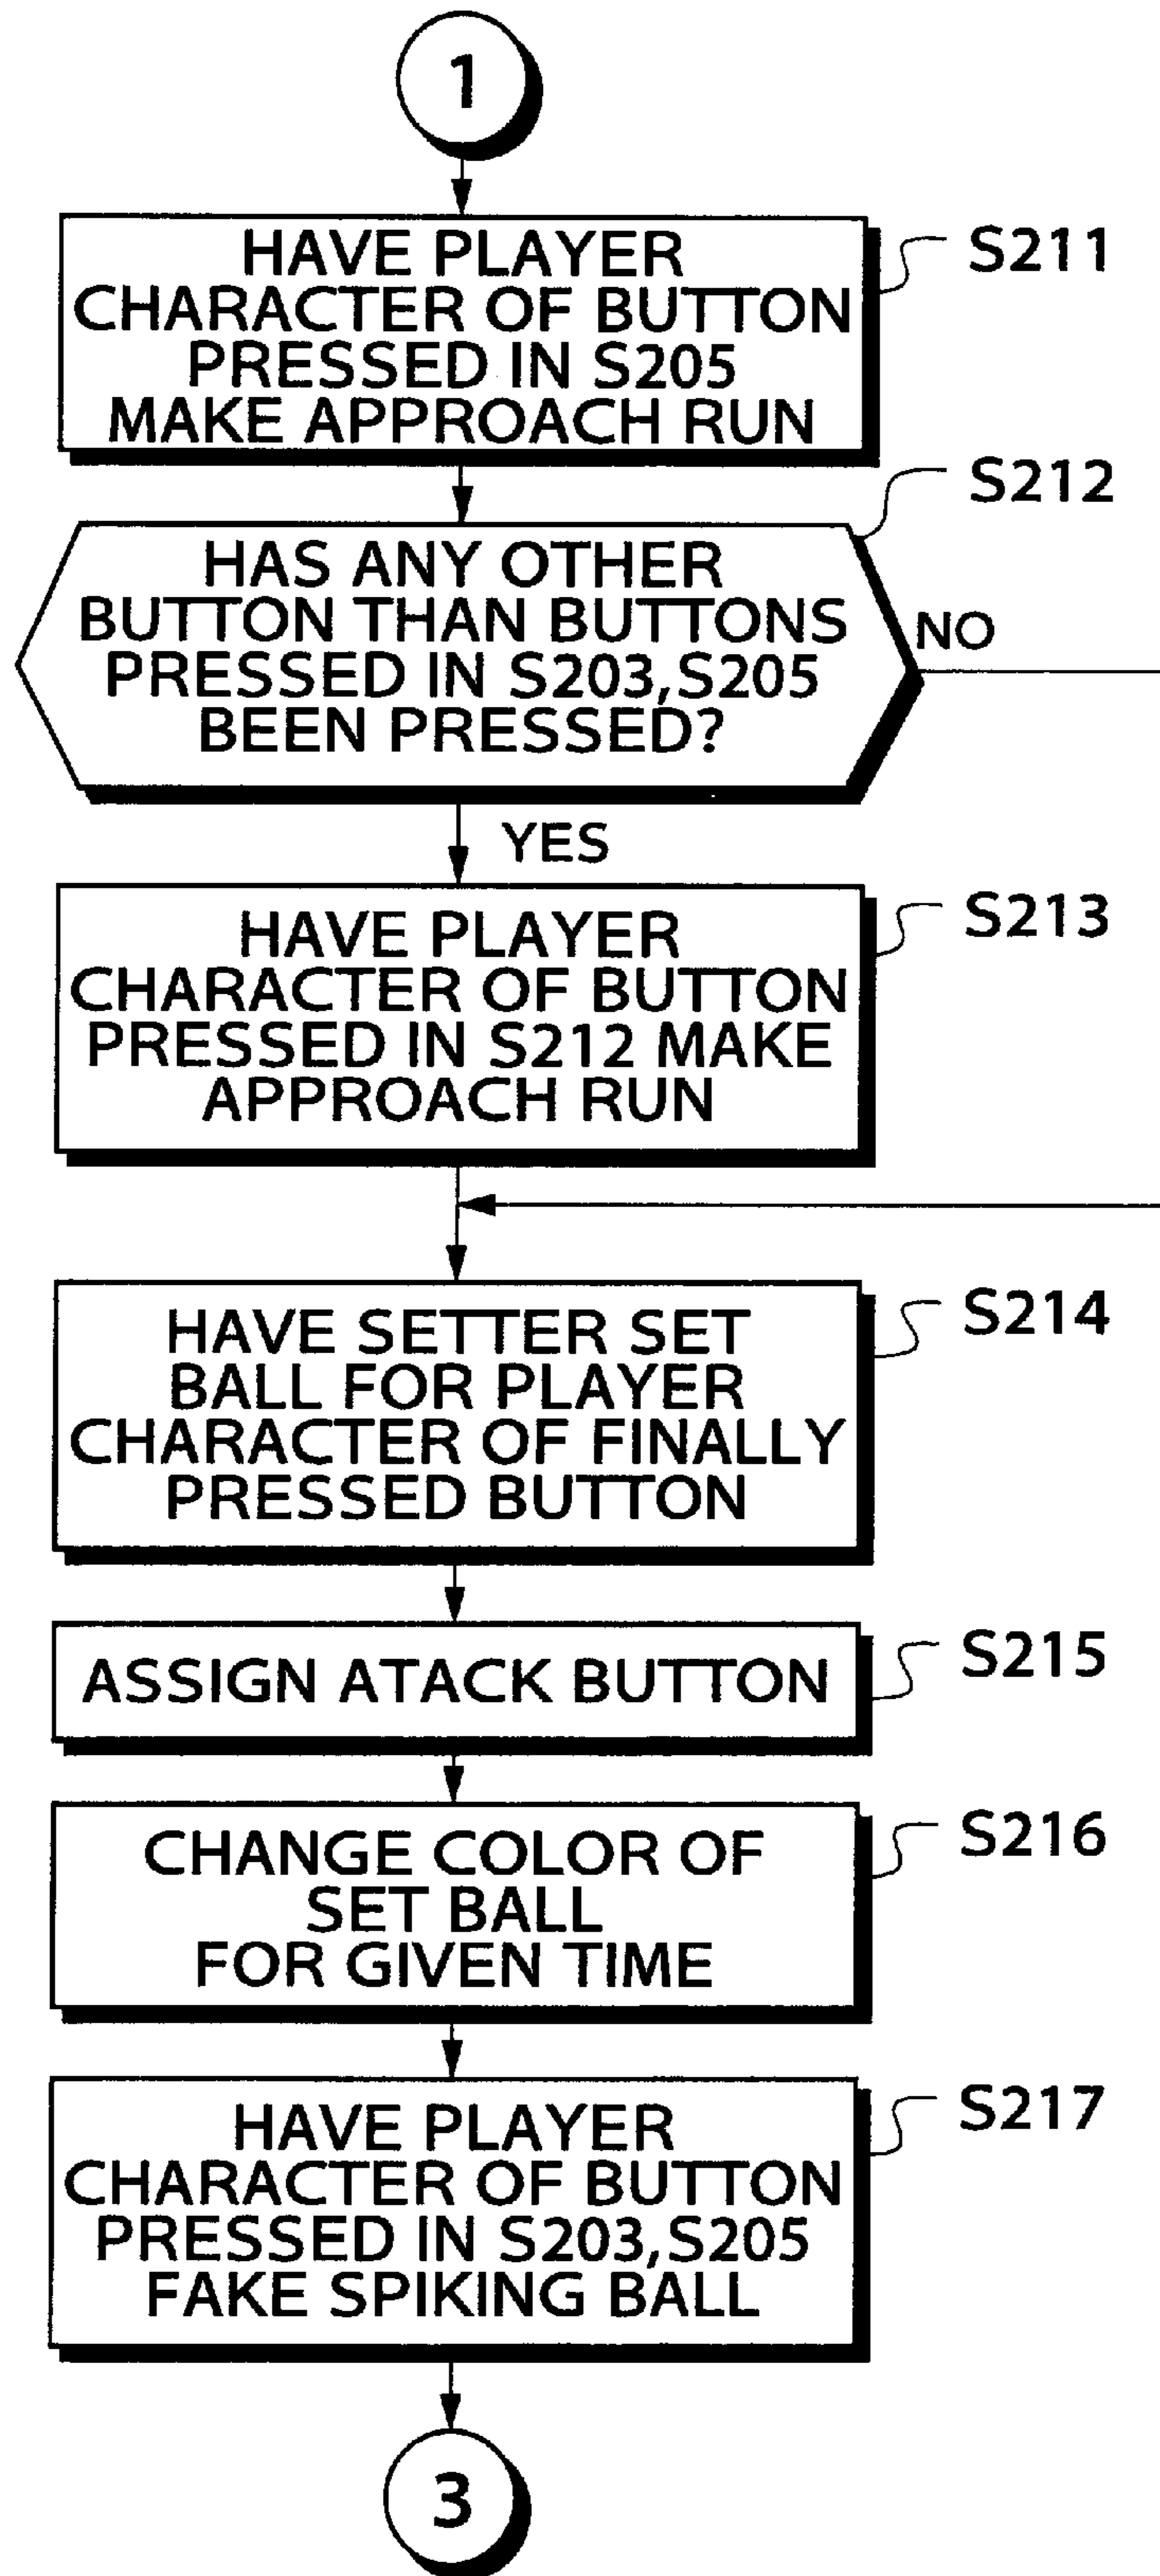 1
HAVE PLAYER
CHARACTER OF BUTTON
PRESSED IN S205
MAKE APPROACH RUN
S211
HAS ANY OTHER
BUTTON THAN BUTTONS
PRESSED IN S203,S205
BEEN PRESSED?
S212
NO
YES
HAVE PLAYER
CHARACTER OF BUTTON
PRESSED IN S212 MAKE
APPROACH RUN
S213
HAVE SETTER SET
BALL FOR PLAYER
CHARACTER OF FINALLY
PRESSED BUTTON
S214
ASSIGN ATACK BUTTON
S215
CHANGE COLOR OF
SET BALL
FOR GIVEN TIME
S216
HAVE PLAYER
CHARACTER OF BUTTON
PRESSED IN S203,S205
FAKE SPIKING BALL
S217
3